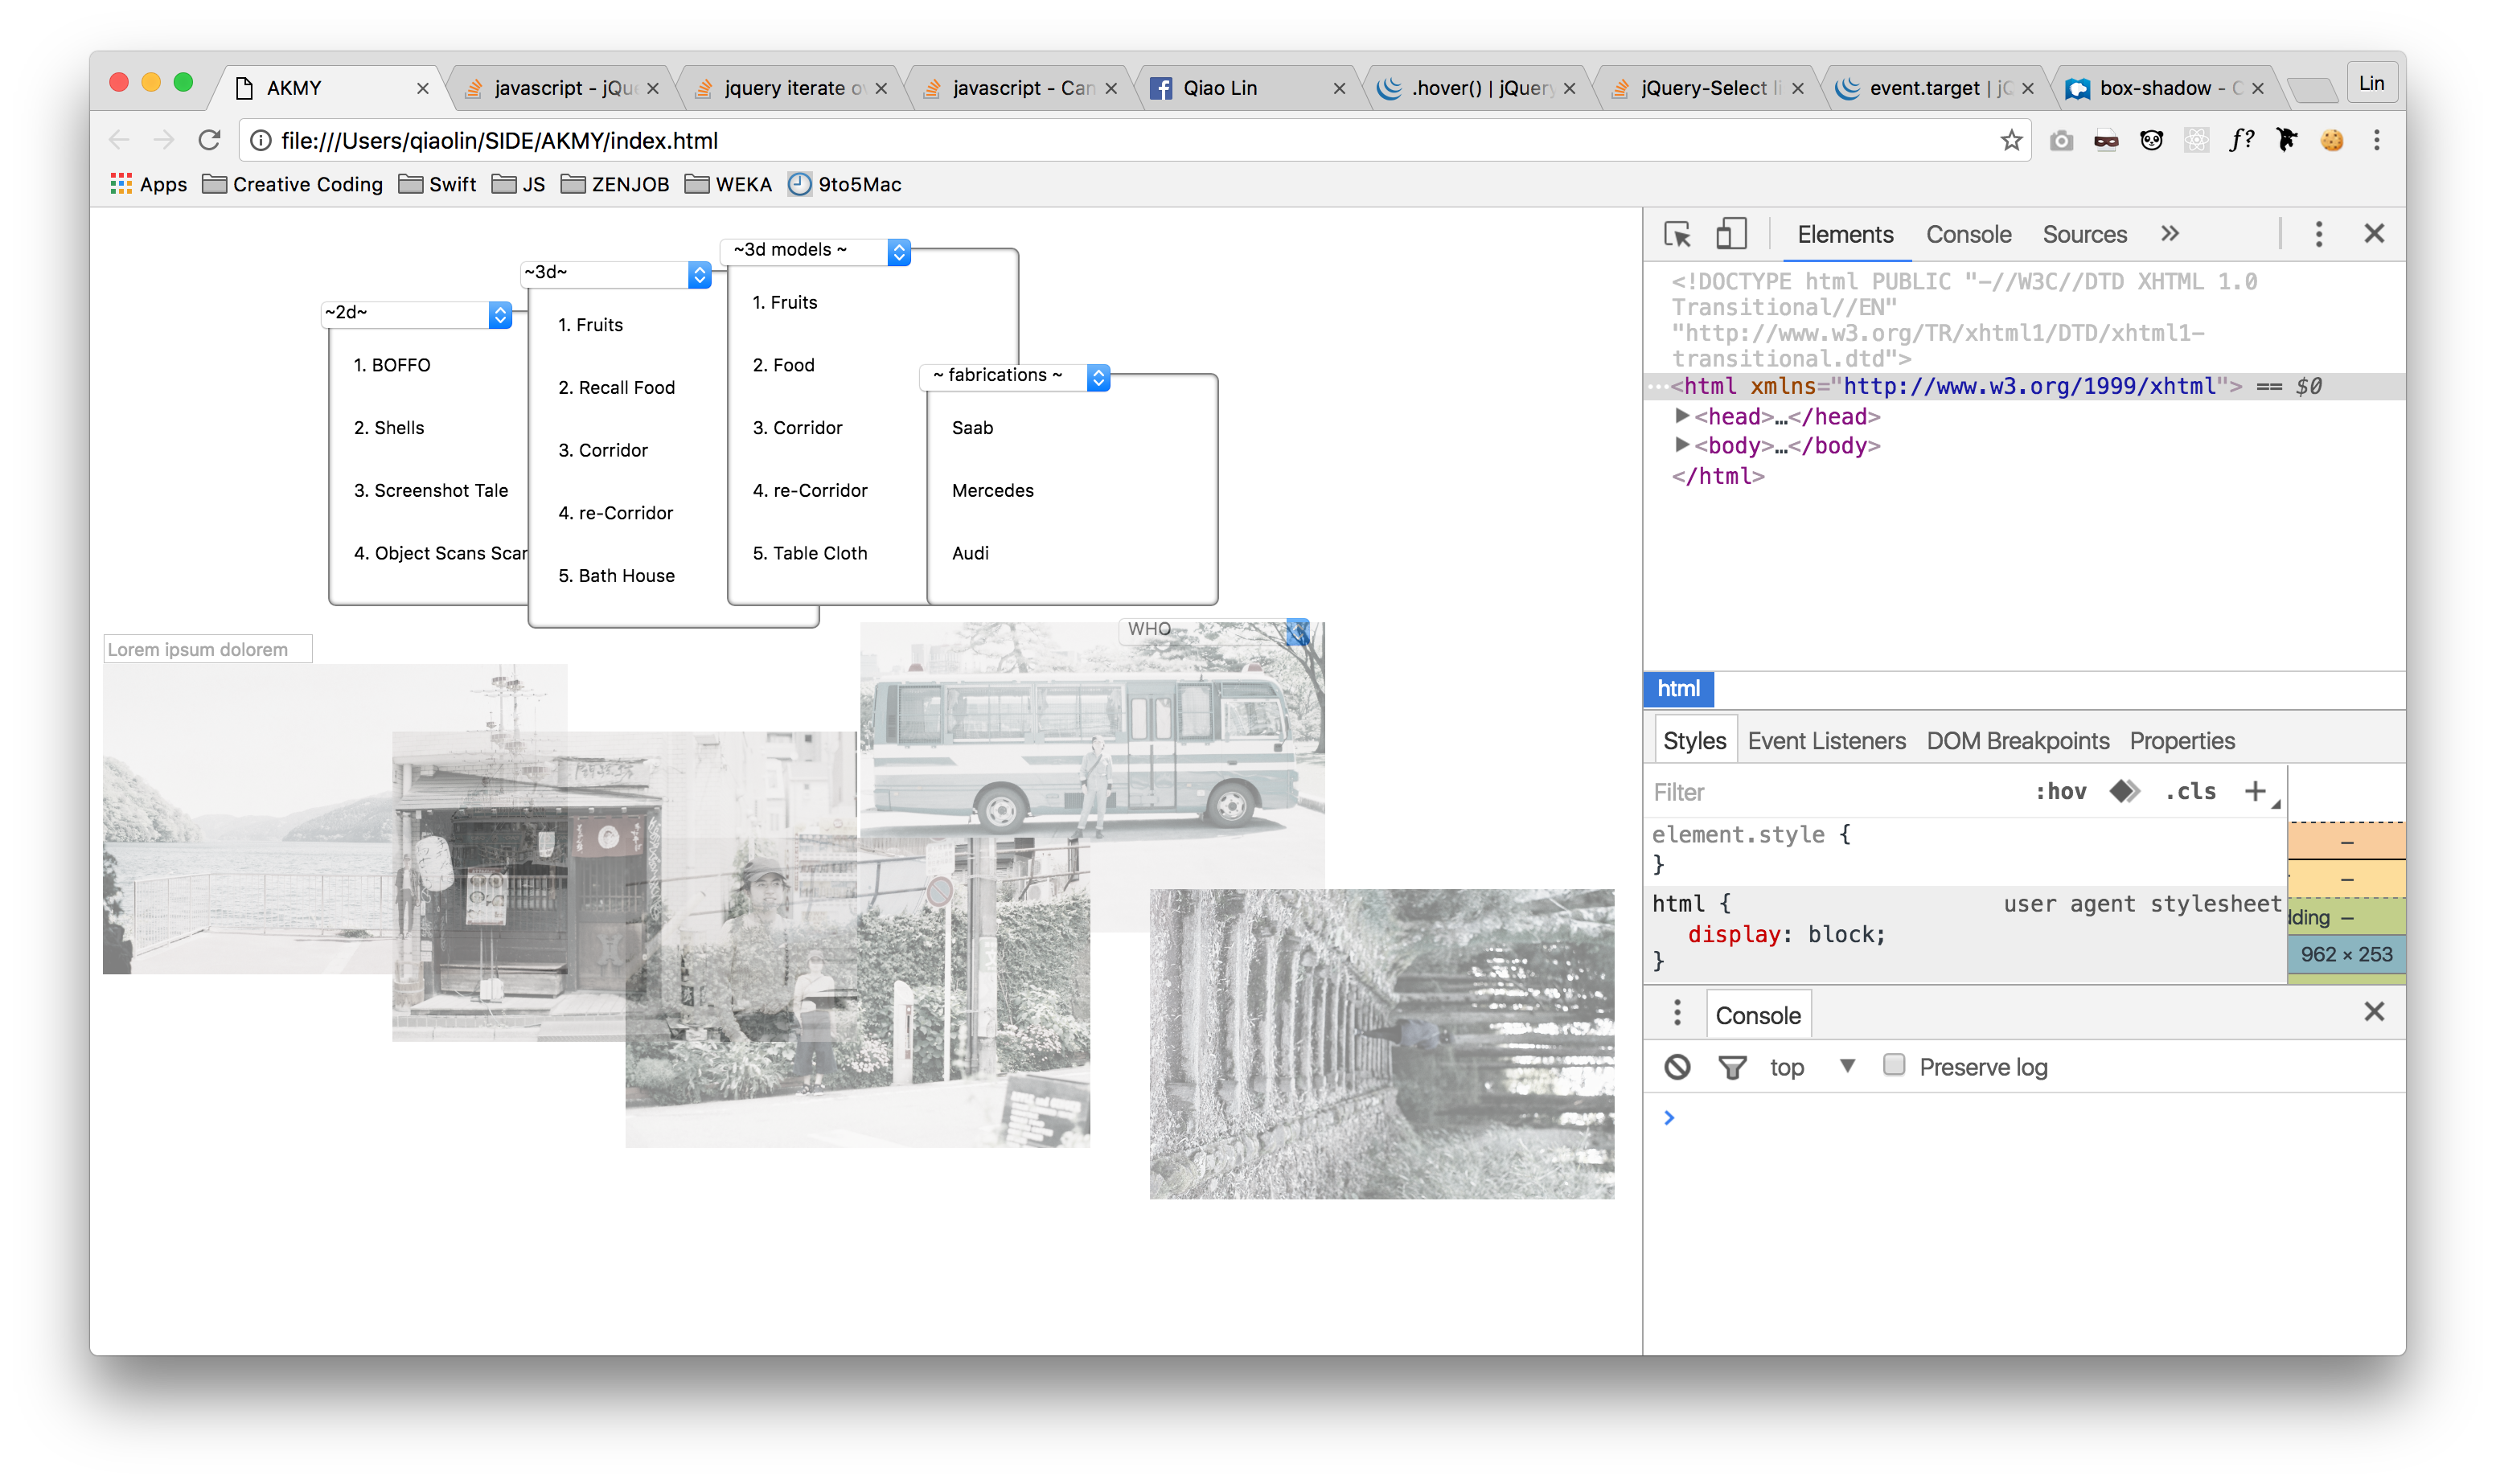 AKMY
javascript - jQue
jquery iterate ov
javascript - Can
Qiao Lin
.hover() | jQuery
jQuery-Select li
event.target | jQ
box-shadow - C
Lin
file:///Users/qiaolin/SIDE/AKMY/index.html
f?
Apps
Creative Coding
Swift
JS
ZENJOB
WEKA
9to5Mac
~3d models ~
~3d~
~2d~
1. Fruits
1. Fruits
1. BOFFO
2. Food
~ fabrications ~
2. Recall Food
2. Shells
3. Corridor
Saab
3. Corridor
3. Screenshot Tale
4. re-Corridor
Mercedes
4. re-Corridor
4. Object Scans Scan
5. Table Cloth
Audi
5. Bath House
WHO
Lorem ipsum dolorem
Elements
Console
Sources
<!DOCTYPE html PUBLIC "-//W3C//DTD XHTML 1.0
Transitional//EN"
"http://www.w3.org/TR/xhtml1/DTD/xhtml1-
transitional.dtd">
…<html xmlns="http://www.w3.org/1999/xhtml"> == $0
<head>…</head>
<body>…</body>
</html>
html
Styles
Event Listeners
DOM Breakpoints
Properties
Filter
:hov
.cls
+
element.style {
}
html {
user agent stylesheet
display: block;
}
–
–
dding –
962 × 253
Console
top
Preserve log